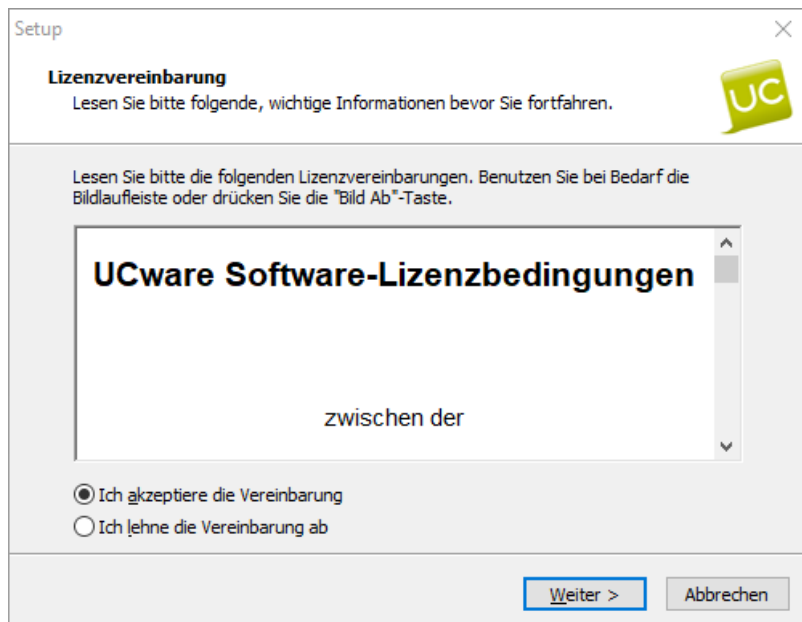 Setup
Lizenzvereinbarung
Lesen Sie bitte folgende, wichtige Informationen bevor Sie fortfahren.
UC
Lesen Sie bitte die folgenden Lizenzvereinbarungen. Benutzen Sie bei Bedarf die
Bildlaufleiste oder drücken Sie die "Bild Ab"-Taste.
UCware Software-Lizenzbedingungen
zwischen der
Ich akzeptiere die Vereinbarung
Ich lehne die Vereinbarung ab
Weiter >
Abbrechen